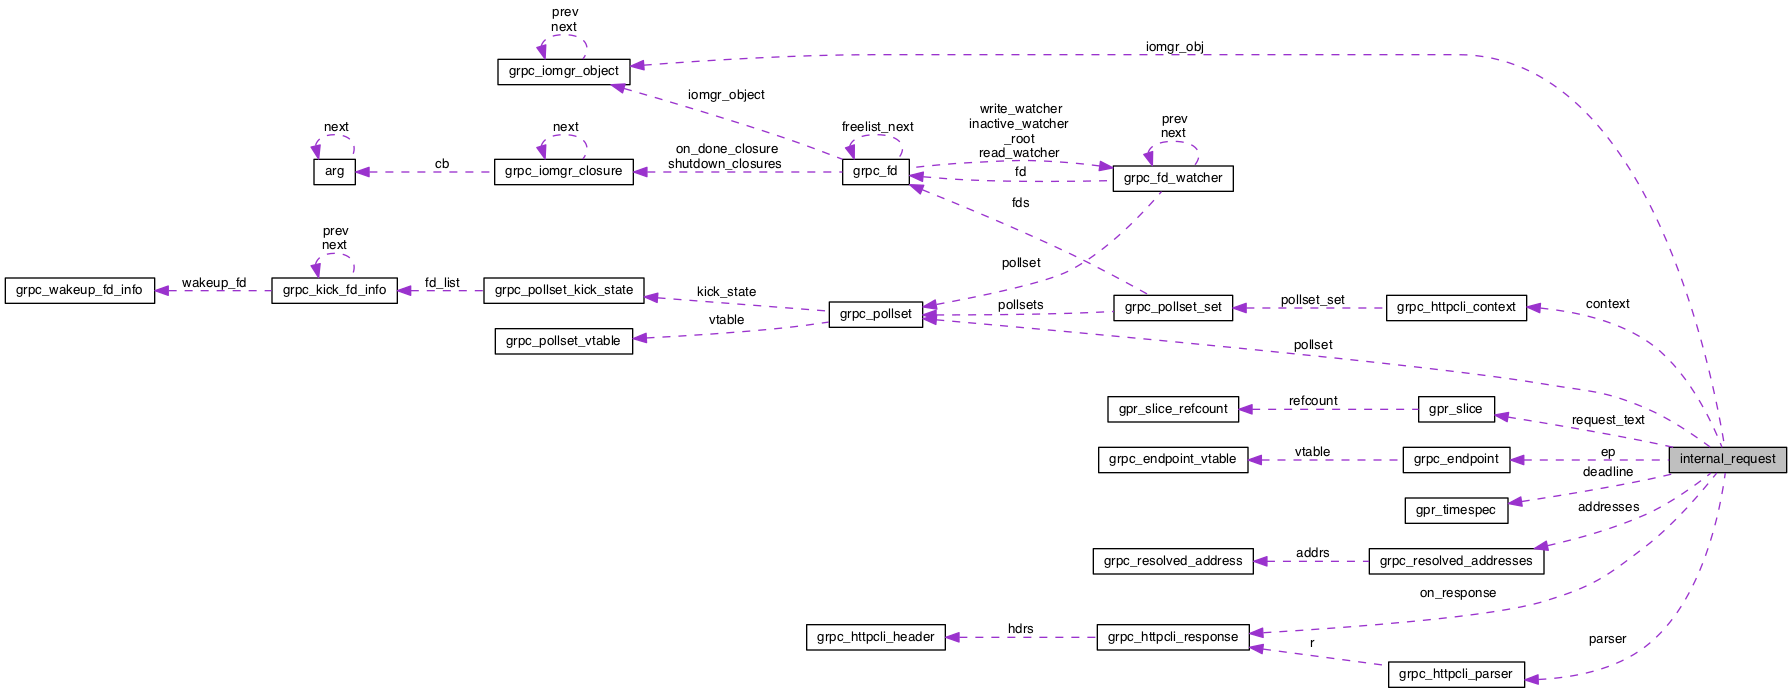 prev
next
grpc_iomgr_object
iomgr_obj
iomgr_object
next
arg
cb
next
grpc_iomgr_closure
on_done_closure
shutdown_closures
freelist_next
grpc_fd
write_watcher
inactive_watcher
_root
read_watcher
fd
prev
next
grpc_fd_watcher
fds
pollset
prev
next
grpc_wakeup_fd_info
wakeup_fd
grpc_kick_fd_info
fd_list
grpc_pollset_kick_state
kick_state
vtable
grpc_pollset_vtable
grpc_pollset
pollsets
grpc_pollset_set
pollset_set
grpc_httpcli_context
context
pollset
gpr_slice_refcount
refcount
gpr_slice
request_text
grpc_endpoint_vtable
vtable
grpc_endpoint
ep
internal_request
deadline
gpr_timespec
addresses
grpc_resolved_address
addrs
grpc_resolved_addresses
on_response
grpc_httpcli_header
hdrs
grpc_httpcli_response
r
parser
grpc_httpcli_parser